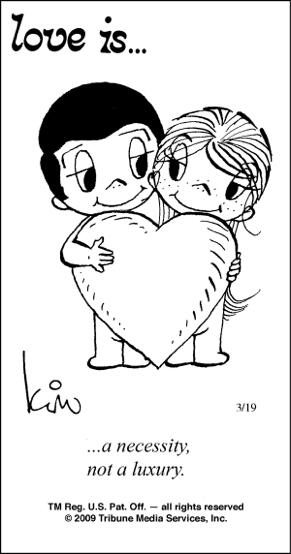 love is...
kim
3/19
...a necessity,
not a luxury.
TM Reg. U.S. Pat. Off. — all rights reserved
© 2009 Tribune Media Services, Inc.